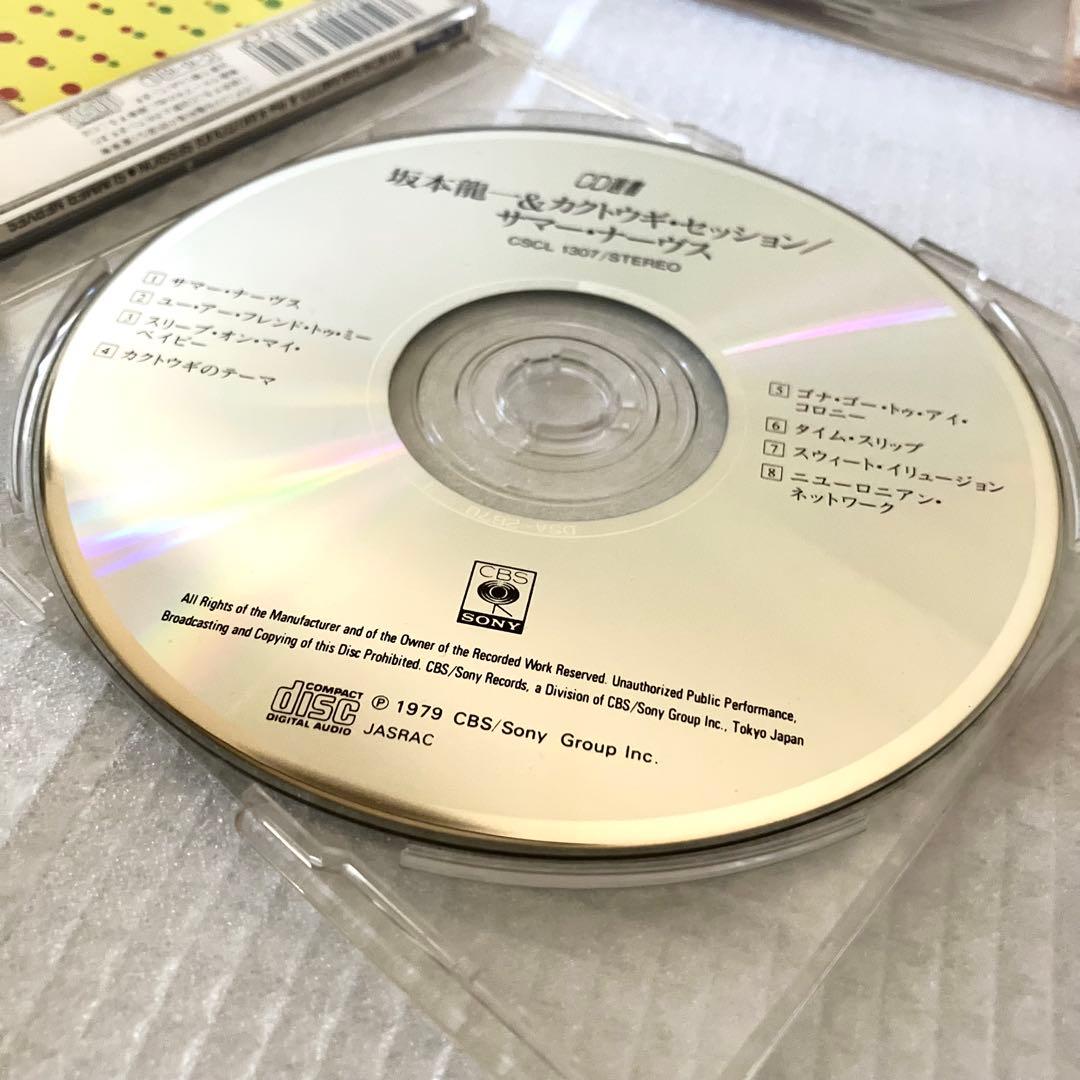 CD選書
坂本龍一&カクトウギ・セッション/
サマー・ナーヴス
CSCL 1307/STEREO
1 サマー・ナーヴス
2 ユー・アー・フレンド・トゥ・ミー
3 スリープ・オン・マイ・
ベイビー
4 カクトウギのテーマ
5 ゴナ・ゴー・トゥ・アイ・
コロニー
6 タイム・スリップ
7 スウィート・イリュージョン
8 ニューロニアン・
ネットワーク
CBS
SONY
All Rights of the Manufacturer and of the Owner of the Recorded Work Reserved. Unauthorized Public Performance,
Broadcasting and Copying of this Disc Prohibited. CBS/Sony Records, a Division of CBS/Sony Group Inc., Tokyo Japan
COMPACT
disc
DIGITAL AUDIO
℗ 1979 CBS/Sony Group Inc.
JASRAC
SESSION●SUMMER NERVES